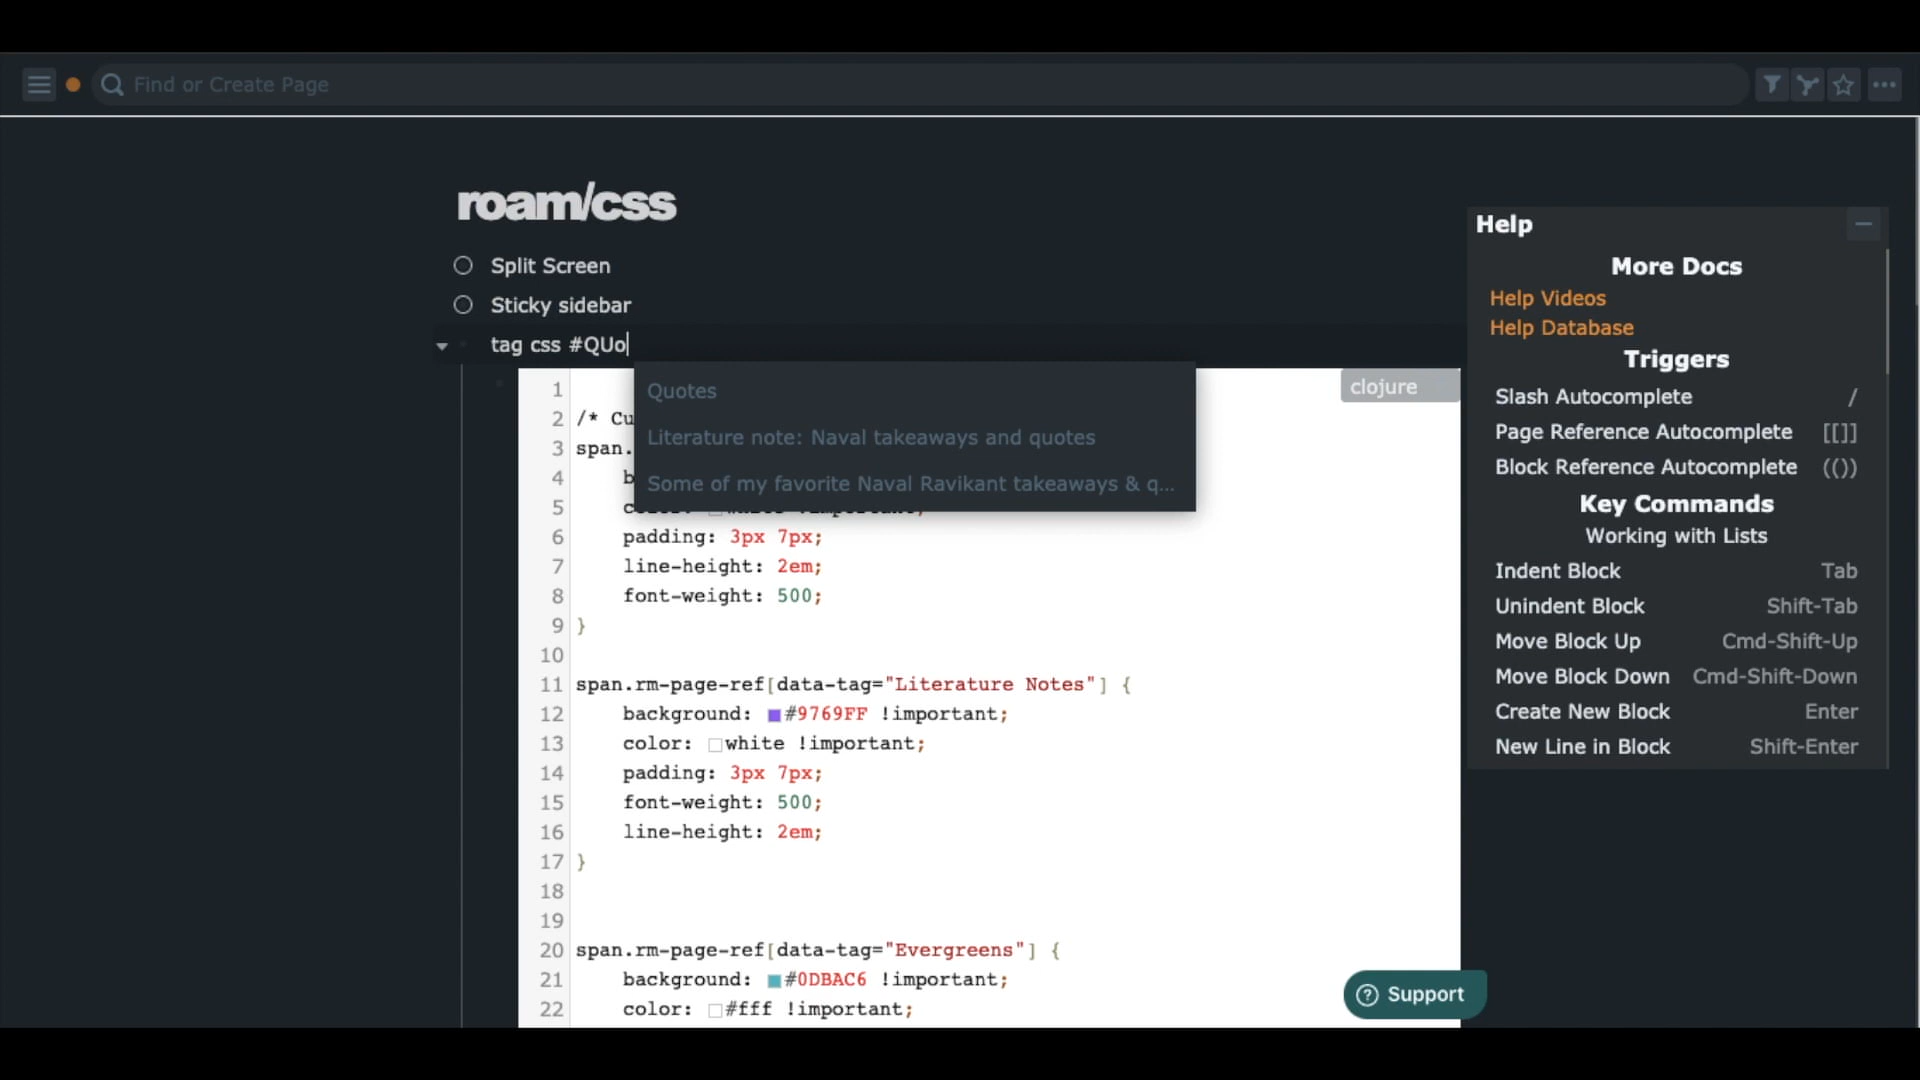 Find or Create Page
roam/css
Split Screen
Sticky sidebar
tag css #QUo
Quotes
Literature note: Naval takeaways and quotes
Some of my favorite Naval Ravikant takeaways & q...
clojure
1
2 /* Cu
3 span.
4 b
5
6 padding: 3px 7px;
7 line-height: 2em;
8 font-weight: 500;
9 }
10
11 span.rm-page-ref[data-tag="Literature Notes"] {
12 background: #9769FF !important;
13 color: white !important;
14 padding: 3px 7px;
15 font-weight: 500;
16 line-height: 2em;
17 }
18
19
20 span.rm-page-ref[data-tag="Evergreens"] {
21 background: #0DBAC6 !important;
22 color: #fff !important;
Help
More Docs
Help Videos
Help Database
Triggers
Slash Autocomplete /
Page Reference Autocomplete [[]]
Block Reference Autocomplete (())
Key Commands
Working with Lists
Indent Block Tab
Unindent Block Shift-Tab
Move Block Up Cmd-Shift-Up
Move Block Down Cmd-Shift-Down
Create New Block Enter
New Line in Block Shift-Enter
Support